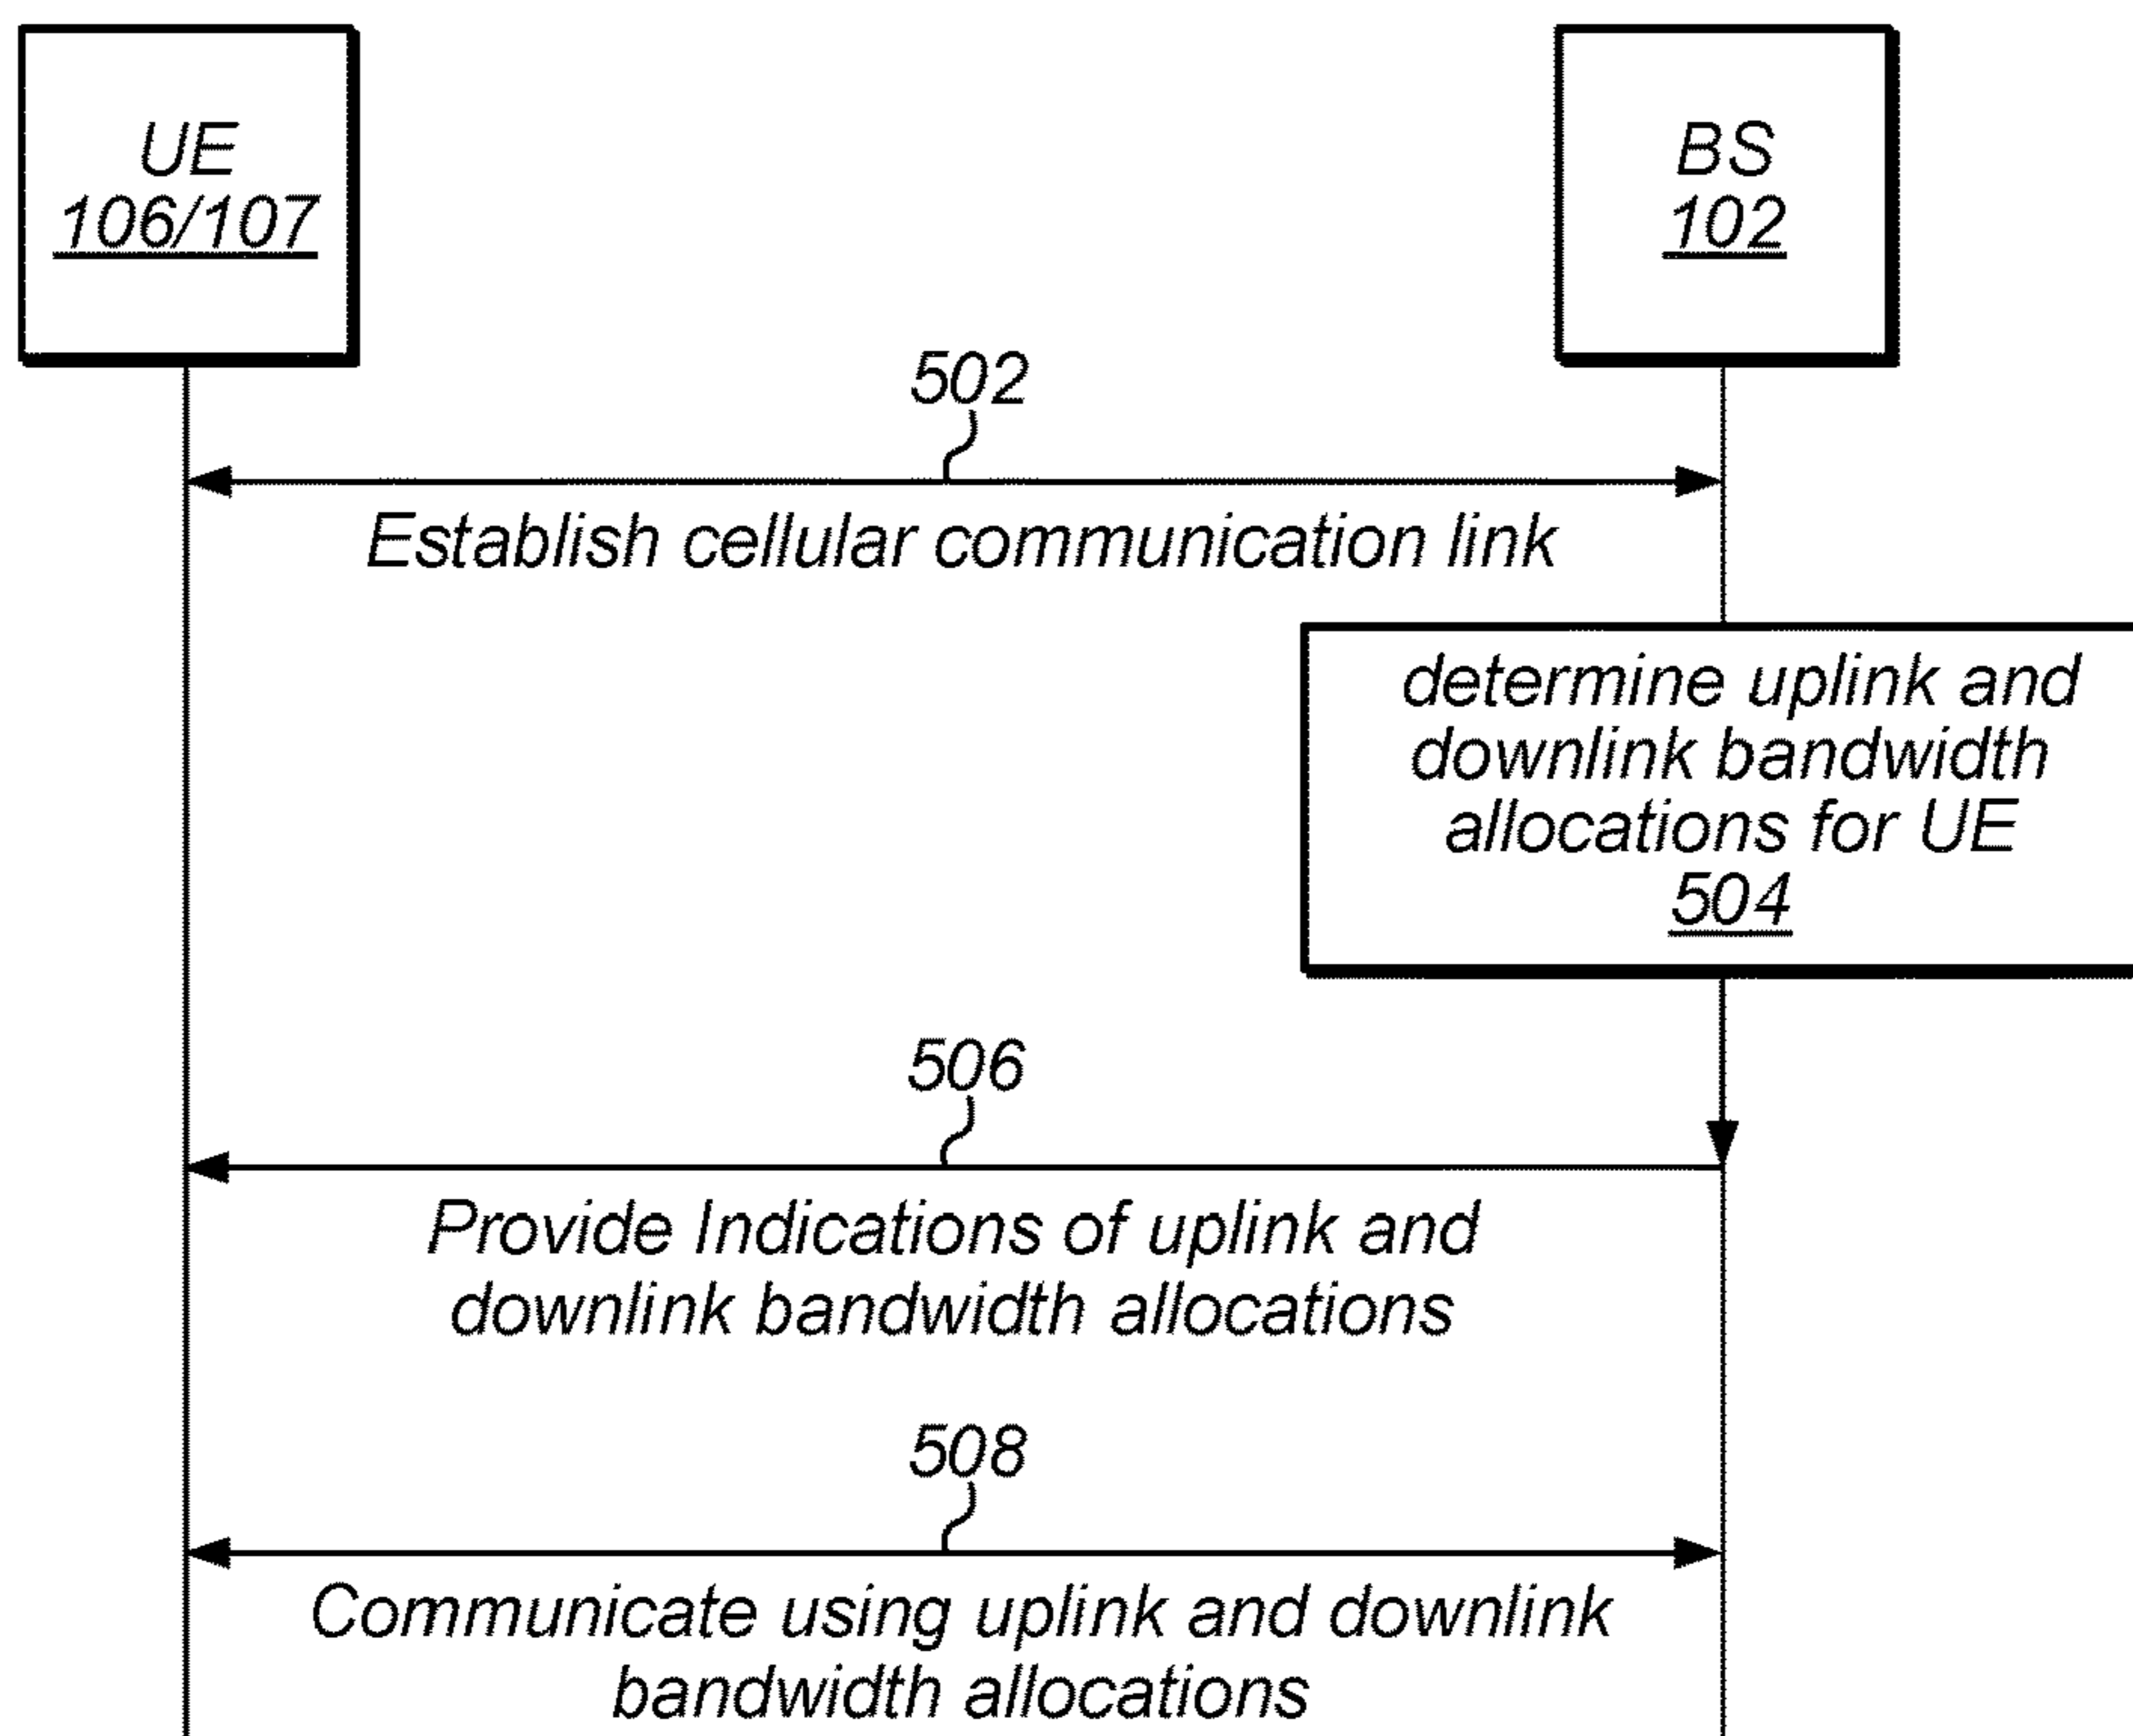 UE
106/107
BS
102
502
Establish cellular communication link
determine uplink and
downlink bandwidth
allocations for UE
504
506
Provide Indications of uplink and
downlink bandwidth allocations
508
Communicate using uplink and downlink
bandwidth allocations